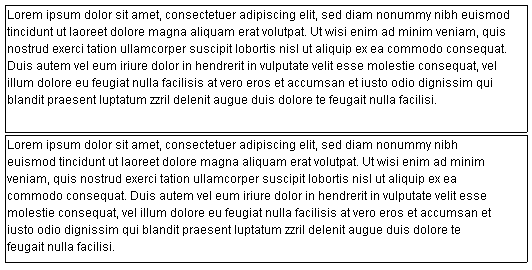 Lorem ipsum dolor sit amet, consectetuer adipiscing elit, sed diam nonummy nibh euismod
tincidunt ut laoreet dolore magna aliquam erat volutpat. Ut wisi enim ad minim veniam, quis
nostrud exerci tation ullamcorper suscipit lobortis nisl ut aliquip ex ea commodo consequat.
Duis autem vel eum iriure dolor in hendrerit in vulputate velit esse molestie consequat, vel
illum dolore eu feugiat nulla facilisis at vero eros et accumsan et iusto odio dignissim qui
blandit praesent luptatum zzril delenit augue duis dolore te feugait nulla facilisi.
Lorem ipsum dolor sit amet, consectetuer adipiscing elit, sed diam nonummy nibh
euismod tincidunt ut laoreet dolore magna aliquam erat volutpat. Ut wisi enim ad minim
veniam, quis nostrud exerci tation ullamcorper suscipit lobortis nisl ut aliquip ex ea
commodo consequat. Duis autem vel eum iriure dolor in hendrerit in vulputate velit esse
molestie consequat, vel illum dolore eu feugiat nulla facilisis at vero eros et accumsan et
iusto odio dignissim qui blandit praesent luptatum zzril delenit augue duis dolore te
feugait nulla facilisi.